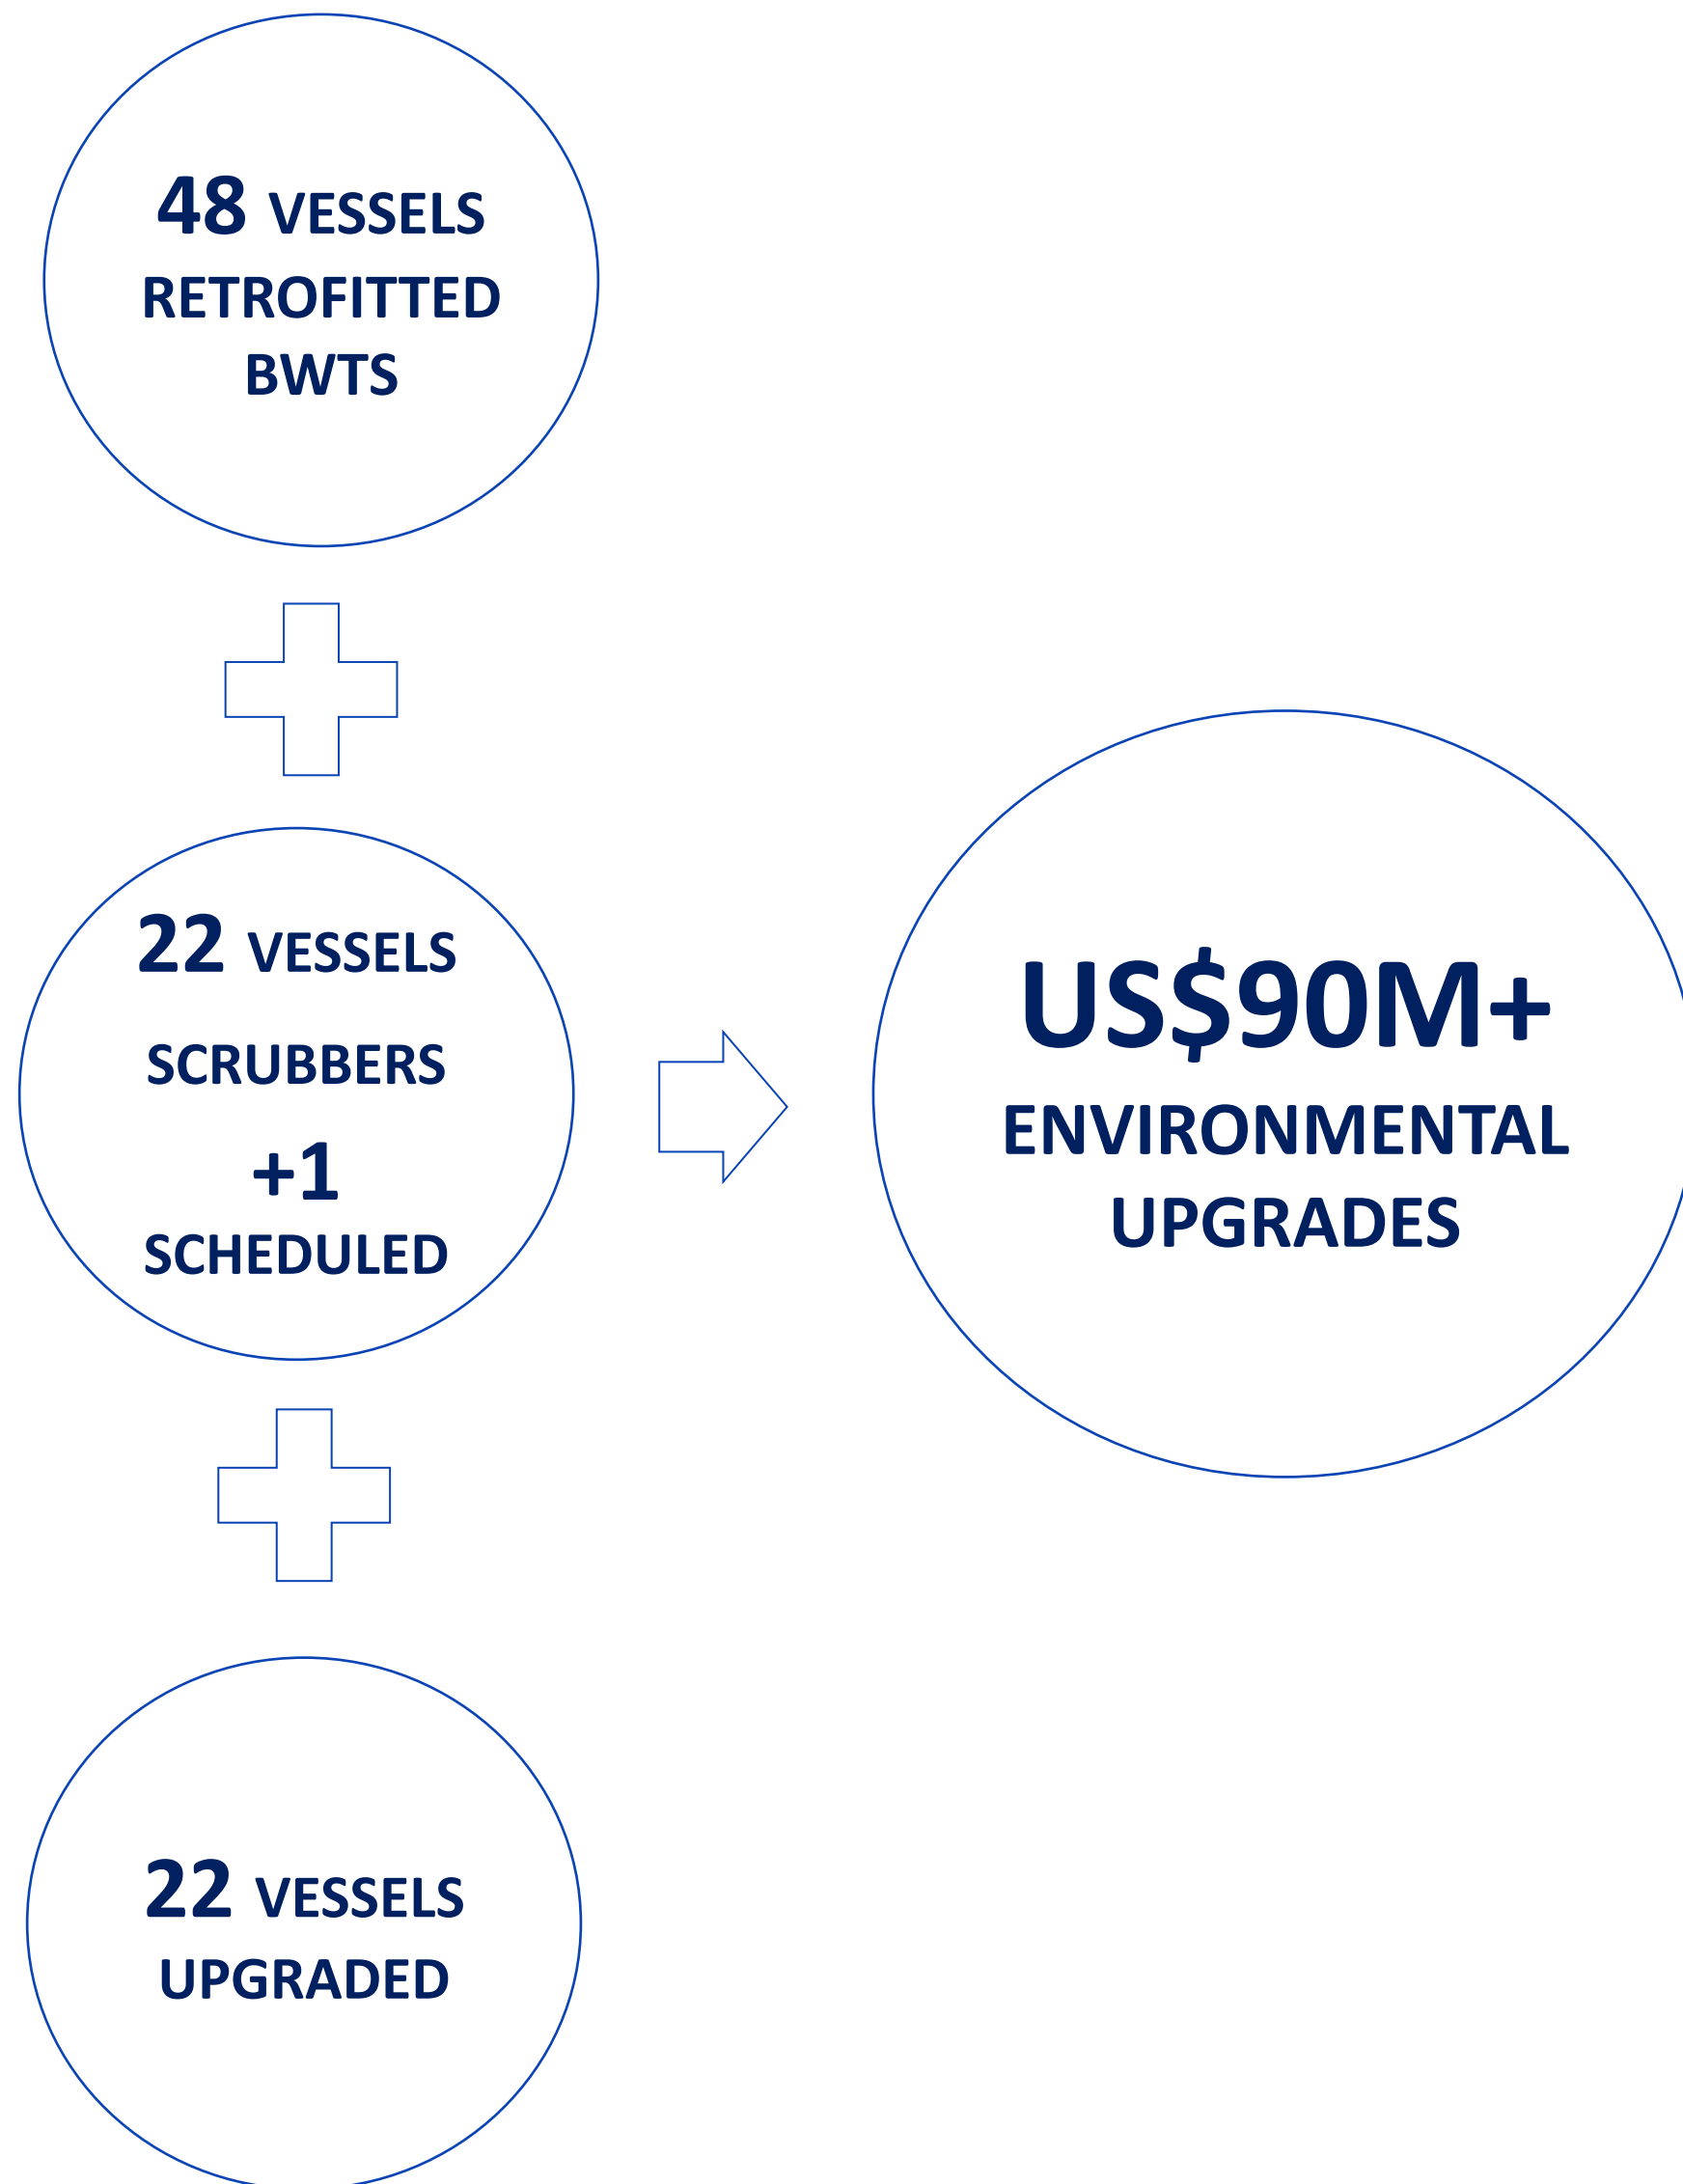 48 VESSELS
RETROFITTED
BWTS
22 VESSELS
SCRUBBERS
+1
SCHEDULED
22 VESSELS
UPGRADED
US$90M+
ENVIRONMENTAL
UPGRADES